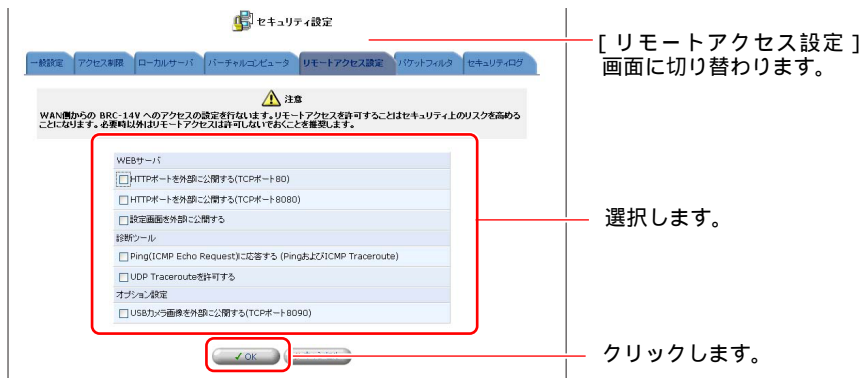 セキュリティ設定
[ リモートアクセス設定 ]
画面に切り替わります。
一般設定 アクセス制限 ローカルサーバ バーチャルコンピュータ リモートアクセス設定 パケットフィルタ セキュリティログ
注意
WAN側からの BRC-14V へのアクセスの設定を行ないます。リモートアクセスを許可することはセキュリティ上のリスクを高める
ことになります。必要時以外はリモートアクセスは許可しないでおくことを推奨します。
WEBサーバ
HTTPポートを外部に公開する(TCPポート80)
HTTPポートを外部に公開する(TCPポート8080)
設定画面を外部に公開する
選択します。
診断ツール
Ping(ICMP Echo Request)に応答する (PingおよびICMP Traceroute)
UDP Tracerouteを許可する
オプション設定
USBカメラ画像を外部に公開する(TCPポート8090)
OK
クリックします。